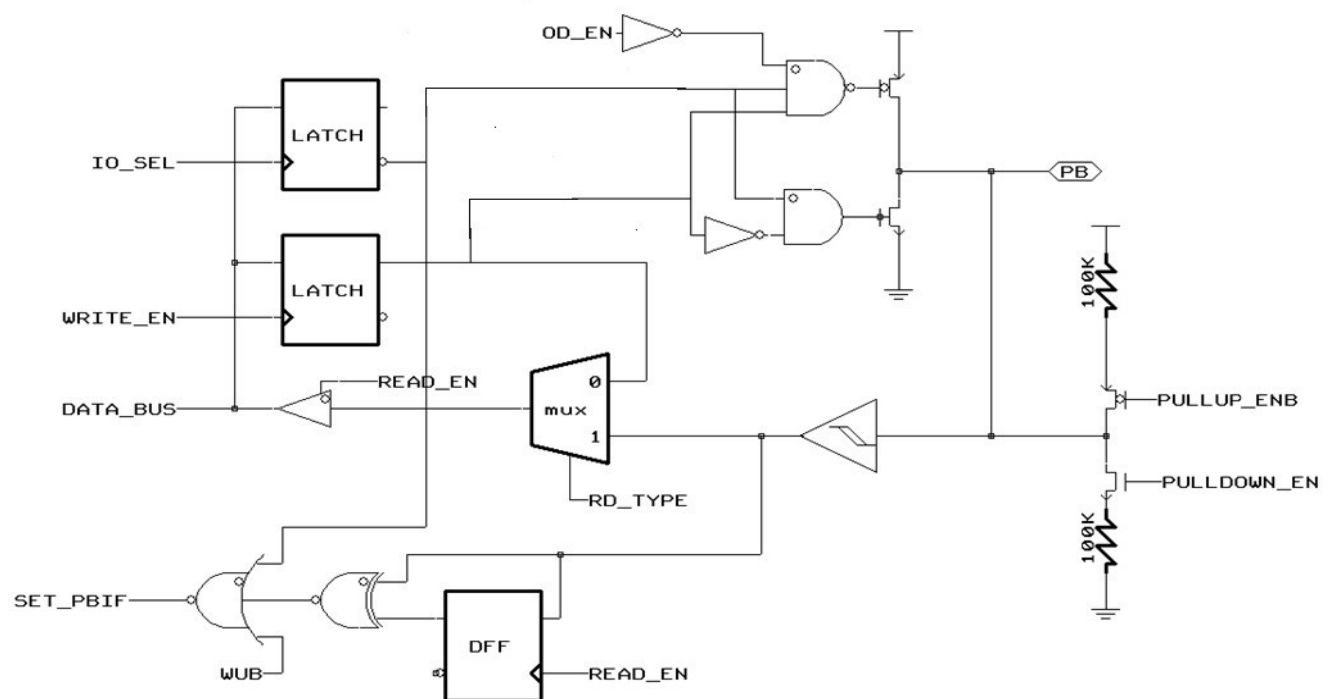 OD_EN
LATCH
IO_SEL
PB
LATCH
WRITE_EN
100K
READ_EN
0
DATA_BUS
mux
PULLUP_ENB
1
PULLDOWN_EN
RD_TYPE
100K
SET_PBIF
DFF
WUB
READ_EN